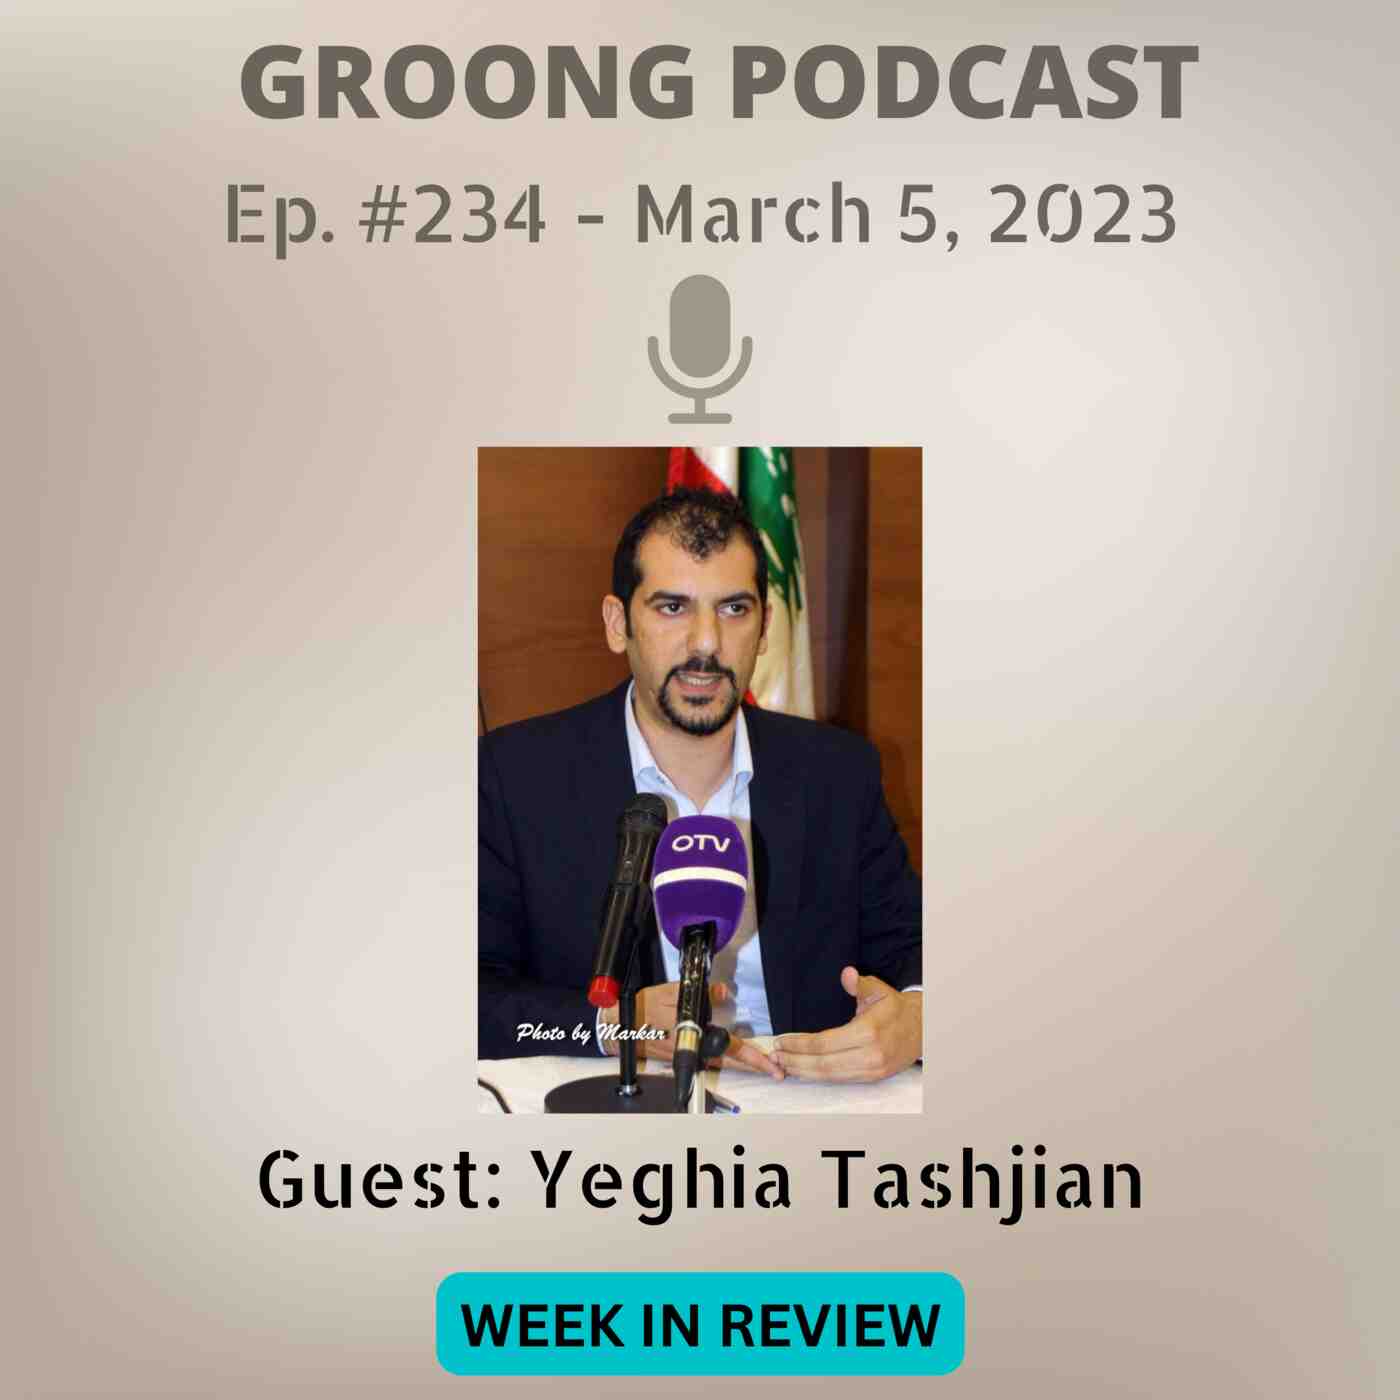 GROONG PODCAST
Ep. #234 - March 5, 2023
OTV
Photo by Markar
Guest: Yeghia Tashjian
WEEK IN REVIEW